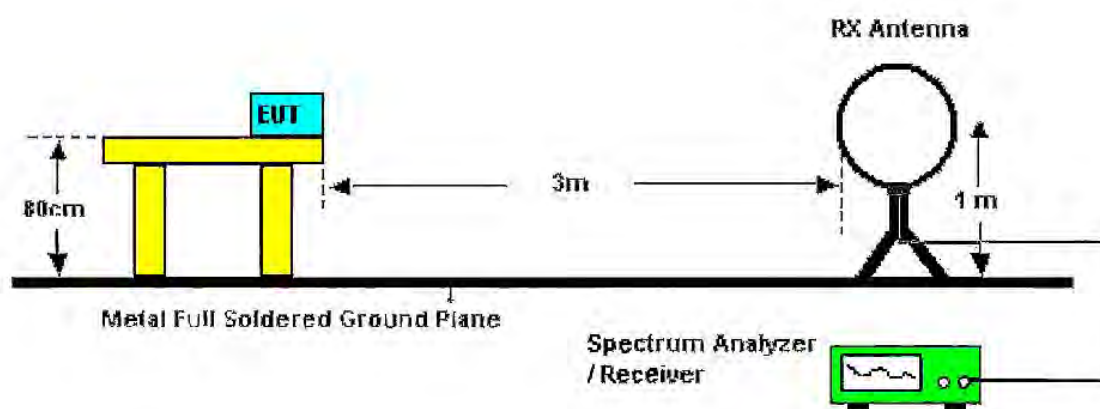 RX Antenna
EUT
80cm
3m
1 m
Metal Full Soldered Ground Plane
Spectrum Analyzer
/ Receiver